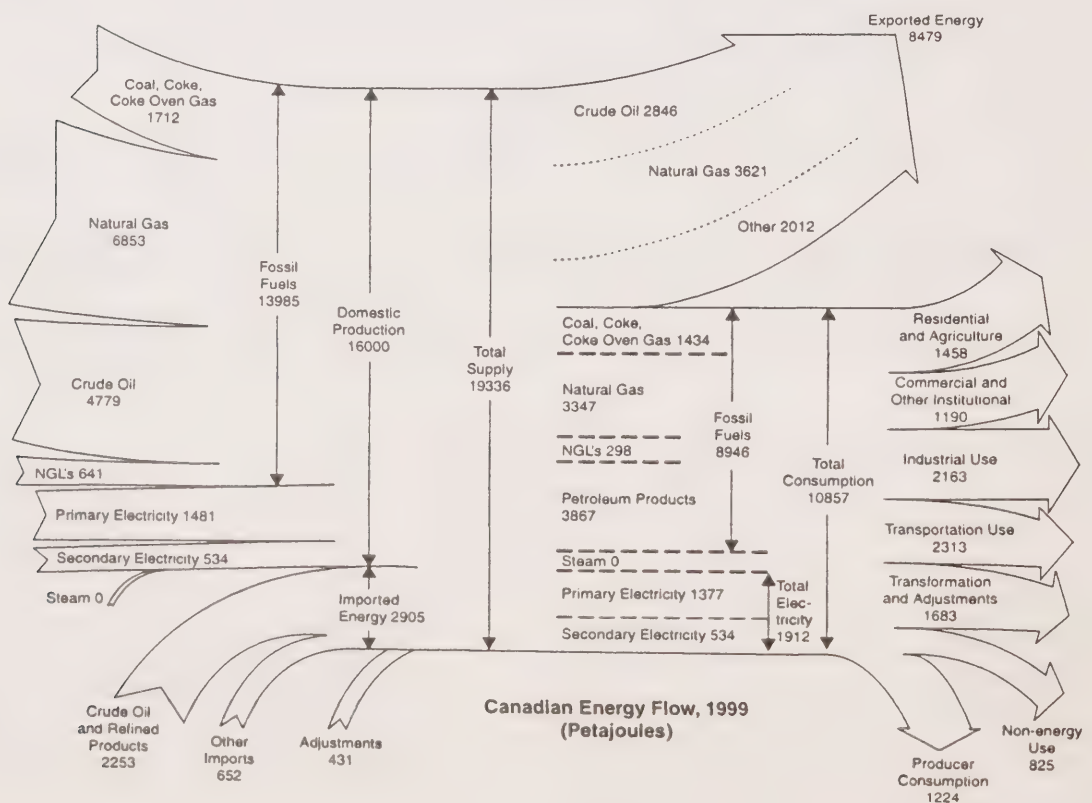 Exported Energy
8479
Coal, Coke,
Coke Oven Gas
1712
Natural Gas
6853
Crude Oil
4779
NGL's 641
Primary Electricity 1481
Secondary Electricity 534
Steam 0
Crude Oil
and Refined
Products
2253
Other
Imports
652
Adjustments
431
Fossil
Fuels
13985
Domestic
Production
16000
Imported
Energy 2905
Total
Supply
19336
Crude Oil 2846
Natural Gas 3621
Other 2012
Coal, Coke,
Coke Oven Gas 1434
Natural Gas
3347
NGL's 298
Petroleum Products
3867
Steam 0
Primary Electricity 1377
Secondary Electricity 534
Fossil
Fuels
8946
Total
Elec-
tricity
1912
Total
Consumption
10857
Residential
and Agriculture
1458
Commercial and
Other Institutional
1190
Industrial Use
2163
Transportation Use
2313
Transformation
and Adjustments
1683
Non-energy
Use
825
Producer
Consumption
1224
Canadian Energy Flow, 1999
(Petajoules)